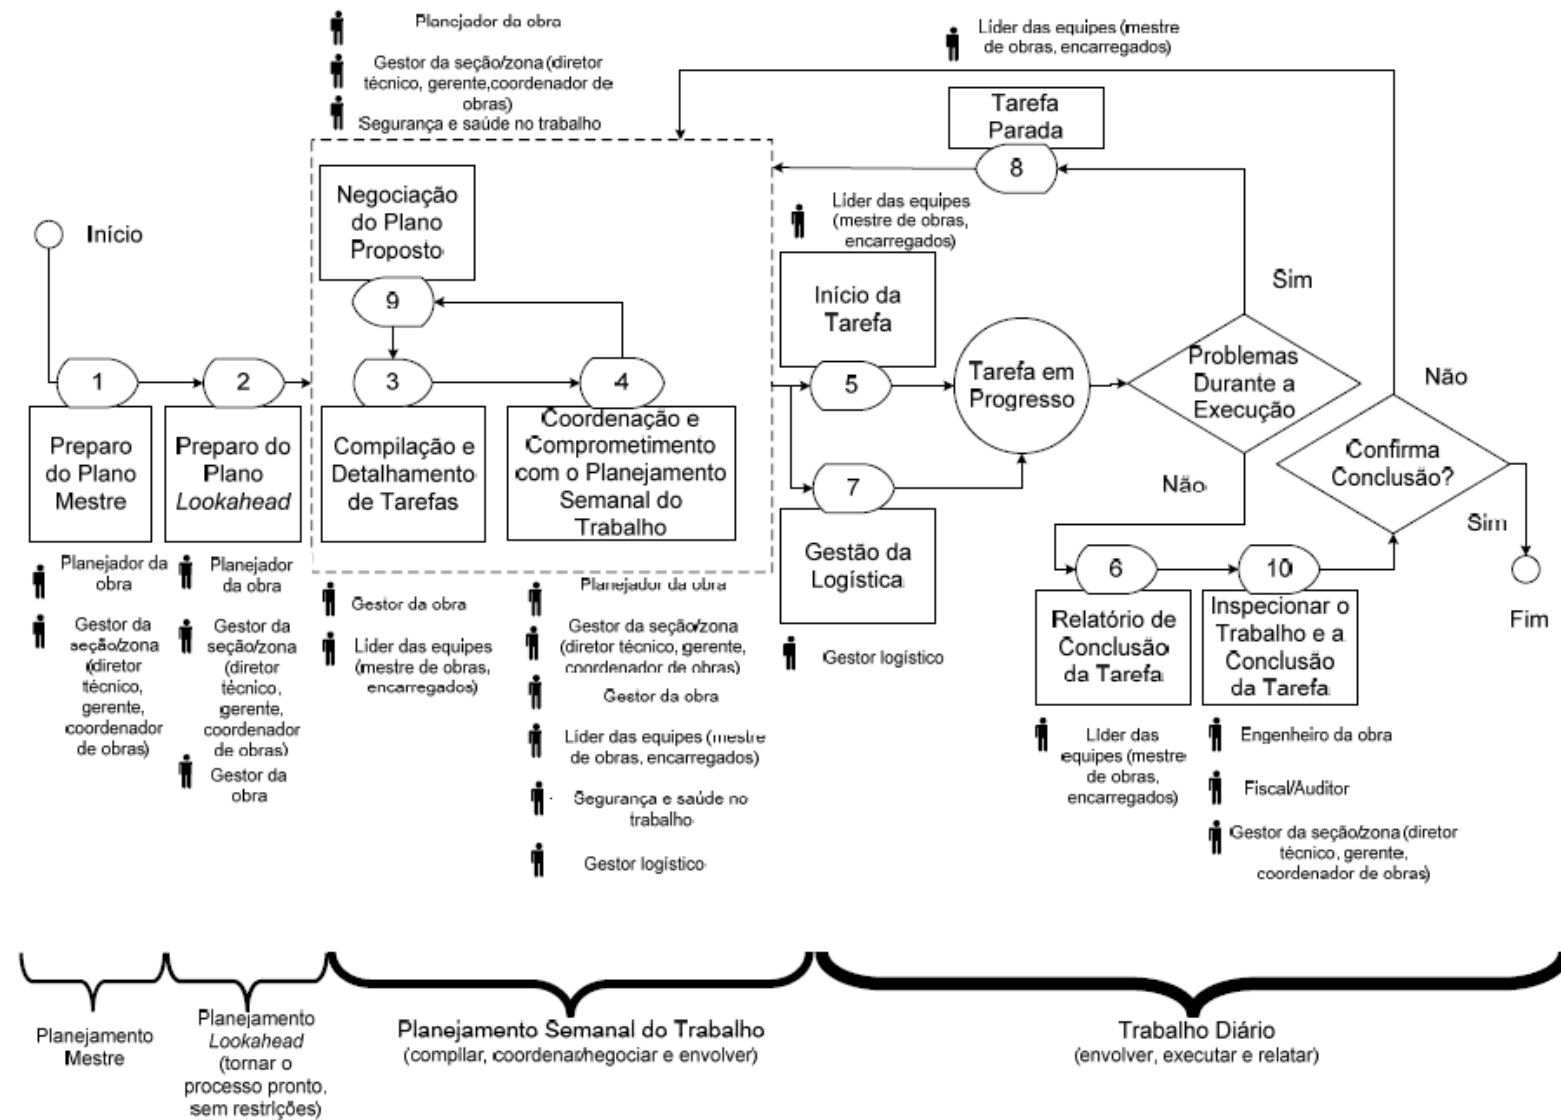 Planejador da obra
Gestor da seção/zona (diretor
técnico, gerente,coordenador de
obras)
Segurança e saúde no trabalho
Líder das equipes (mestre
de obras, encarregados)
Tarefa
Parada
8
Negociação
do Plano
Proposto
9
Início
Líder das equipes
(mestre de obras,
encarregados)
Início da
Tarefa
5
Tarefa em
Progresso
Sim
Problemas
Durante a
Execução
Não
Não
Confirma
Conclusão?
Sim
Fim
1
Preparo
do Plano
Mestre
2
Preparo do
Plano
Lookahead
3
Compilação e
Detalhamento
de Tarefas
4
Coordenação e
Comprometimento
com o Planejamento
Semanal do
Trabalho
7
Gestão da
Logística
6
Relatório de
Conclusão
da Tarefa
10
Inspecionar o
Trabalho e a
Conclusão
da Tarefa
Planejador da
obra
Gestor da
seção/zona
(diretor
técnico,
gerente,
coordenador
de obras)
Planejador
da obra
Gestor da
seção/zona
(diretor
técnico,
gerente,
coordenador
de obras)
Gestor da
obra
Gestor da obra
Líder das equipes
(mestre de obras,
encarregados)
Planejador da obra
Gestor da seção/zona
(diretor técnico, gerente,
coordenador de obras)
Gestor da obra
Líder das equipes (mestre
de obras, encarregados)
Segurança e saúde no
trabalho
Gestor logístico
Gestor logístico
Líder das
equipes (mestre
de obras,
encarregados)
Engenheiro da obra
Fiscal/Auditor
Gestor da seção/zona (diretor
técnico, gerente,
coordenador de obras)
Planejamento
Mestre
Planejamento
Lookahead
(tornar o
processo pronto,
sem restrições)
Planejamento Semanal do Trabalho
(compilar, coordenar/negociar e envolver)
Trabalho Diário
(envolver, executar e relatar)